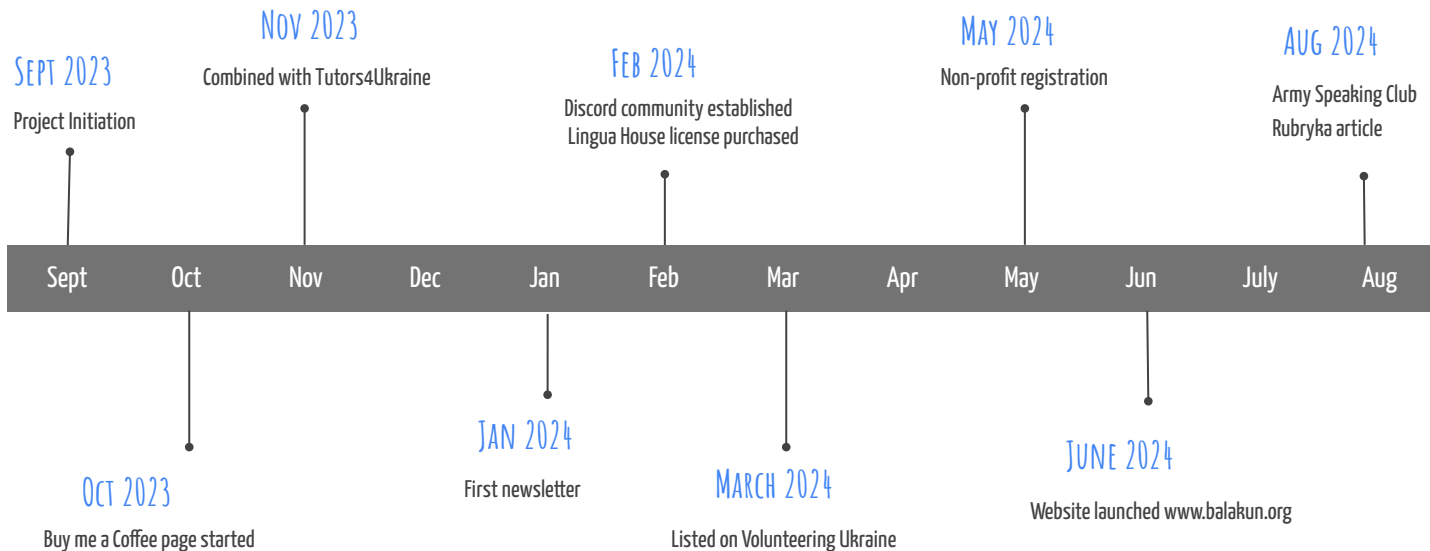 Sept 2023
Project Initiation
Nov 2023
Combined with Tutors4Ukraine
Feb 2024
Discord community established
Lingua House license purchased
May 2024
Non-profit registration
Aug 2024
Army Speaking Club
Rubryka article
Sept Oct Nov Dec Jan Feb Mar Apr May Jun July Aug
Oct 2023
Buy me a Coffee page started
Jan 2024
First newsletter
March 2024
Listed on Volunteering Ukraine
June 2024
Website launched www.balakun.org